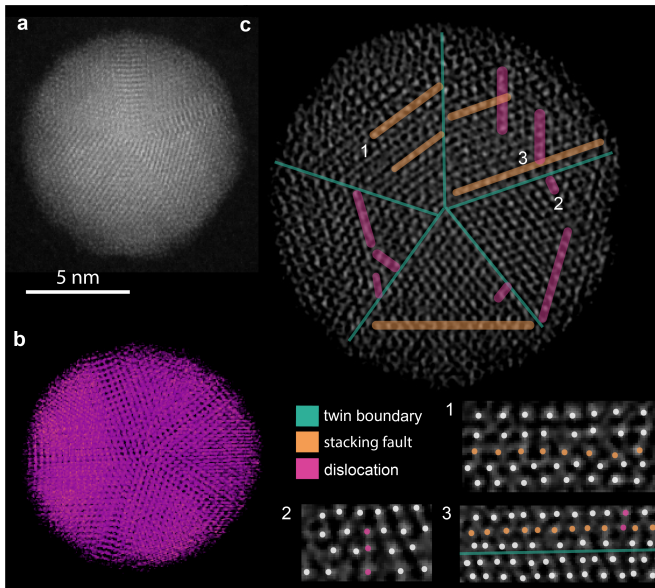 a
c
1
3
2
5 nm
b
twin boundary
stacking fault
dislocation
1
2
3